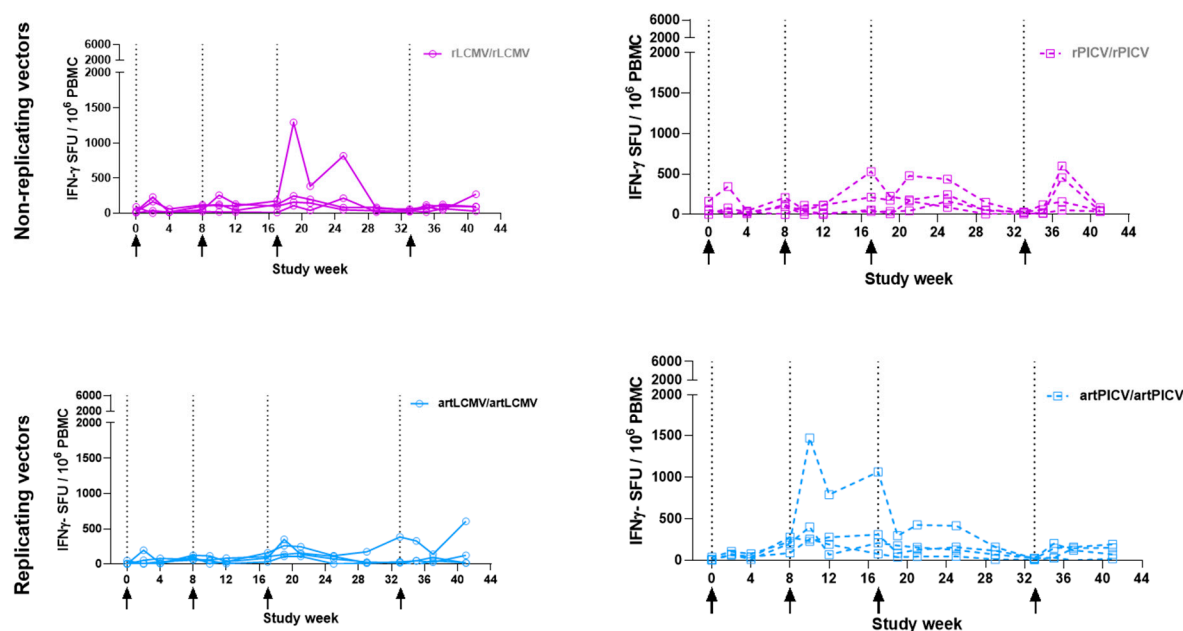 Non-replicating vectors
IFN-γ SFU / 10⁶ PBMC
6000
2000
2000
1500
1000
500
0
rLCMV/rLCMV
0 4 8 12 16 20 24 28 32 36 40 44
Study week
IFN-γ SFU / 10⁶ PBMC
6000
2000
2000
1500
1000
500
0
rPICV/rPICV
0 4 8 12 16 20 24 28 32 36 40 44
Study week
Replicating vectors
IFNγ- SFU / 10⁶ PBMC
6000
2000
2000
1500
1000
500
0
artLCMV/artLCMV
0 4 8 12 16 20 24 28 32 36 40 44
Study week
IFNγ- SFU / 10⁶ PBMC
6000
2000
2000
1500
1000
500
0
artPICV/artPICV
0 4 8 12 16 20 24 28 32 36 40 44
Study week